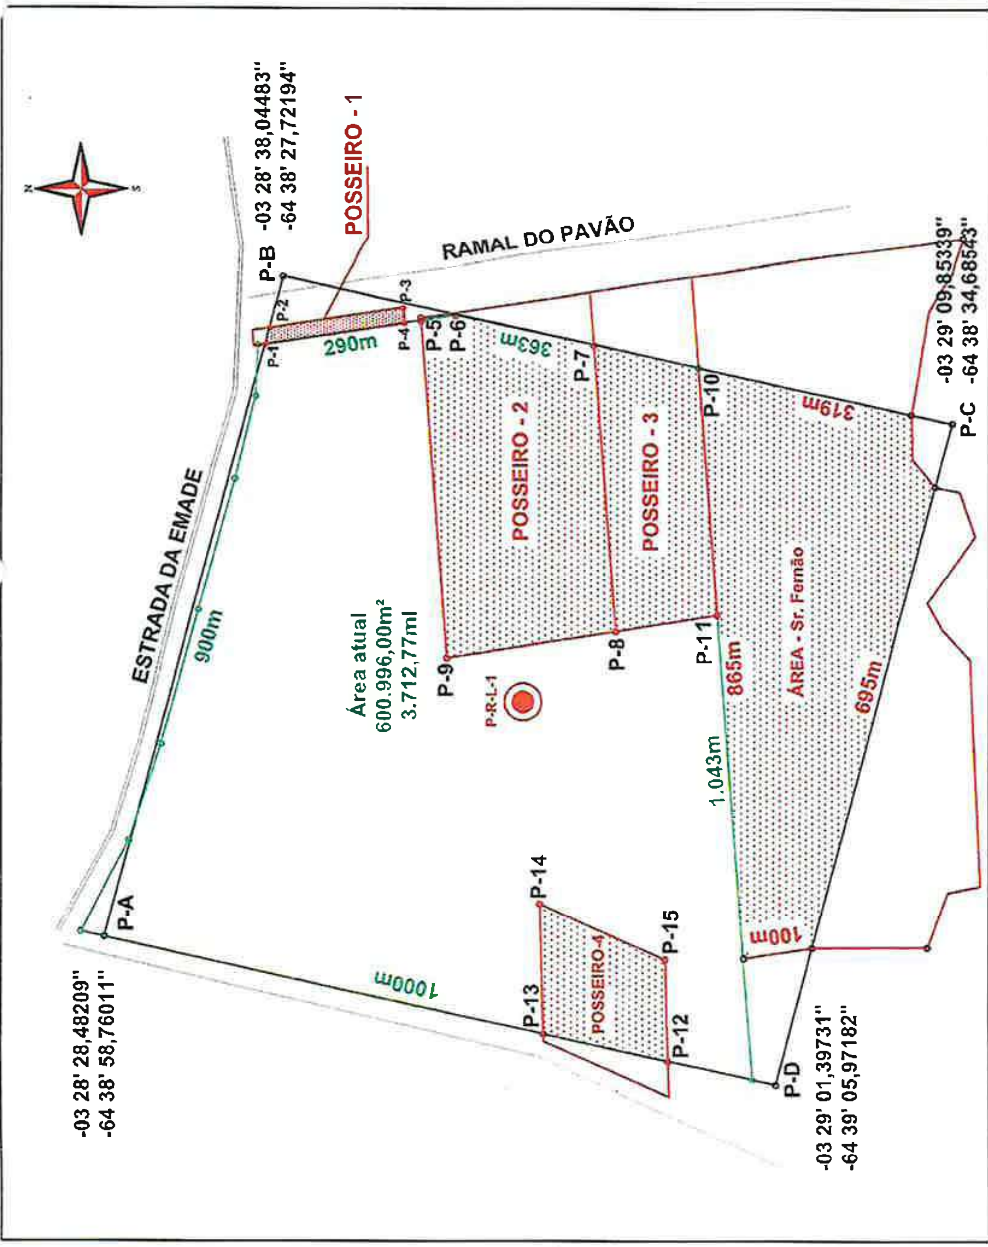 N
S
-03 28' 38,04483"
-64 38' 27,72194"
P-B
POSSEIRO - 1
RAMAL DO PAVÃO
ESTRADA DA EMADE
P-1
P-2
P-3
P-4
290m
P-5
P-6
363m
P-7
P-10
319m
-03 29' 09,85339"
-64 38' 34,68543"
P-C
900m
Área atual
600.996,00m²
3.712,77ml
POSSEIRO - 2
POSSEIRO - 3
P-9
P-8
P-11
P-R-L-1
865m
ÁREA - Sr. Fernão
695m
1.043m
100m
P-A
-03 28' 28,48209"
-64 38' 58,76011"
1000m
P-14
P-13
P-15
P-12
POSSEIRO-4
P-D
-03 29' 01,39731"
-64 39' 05,97182"